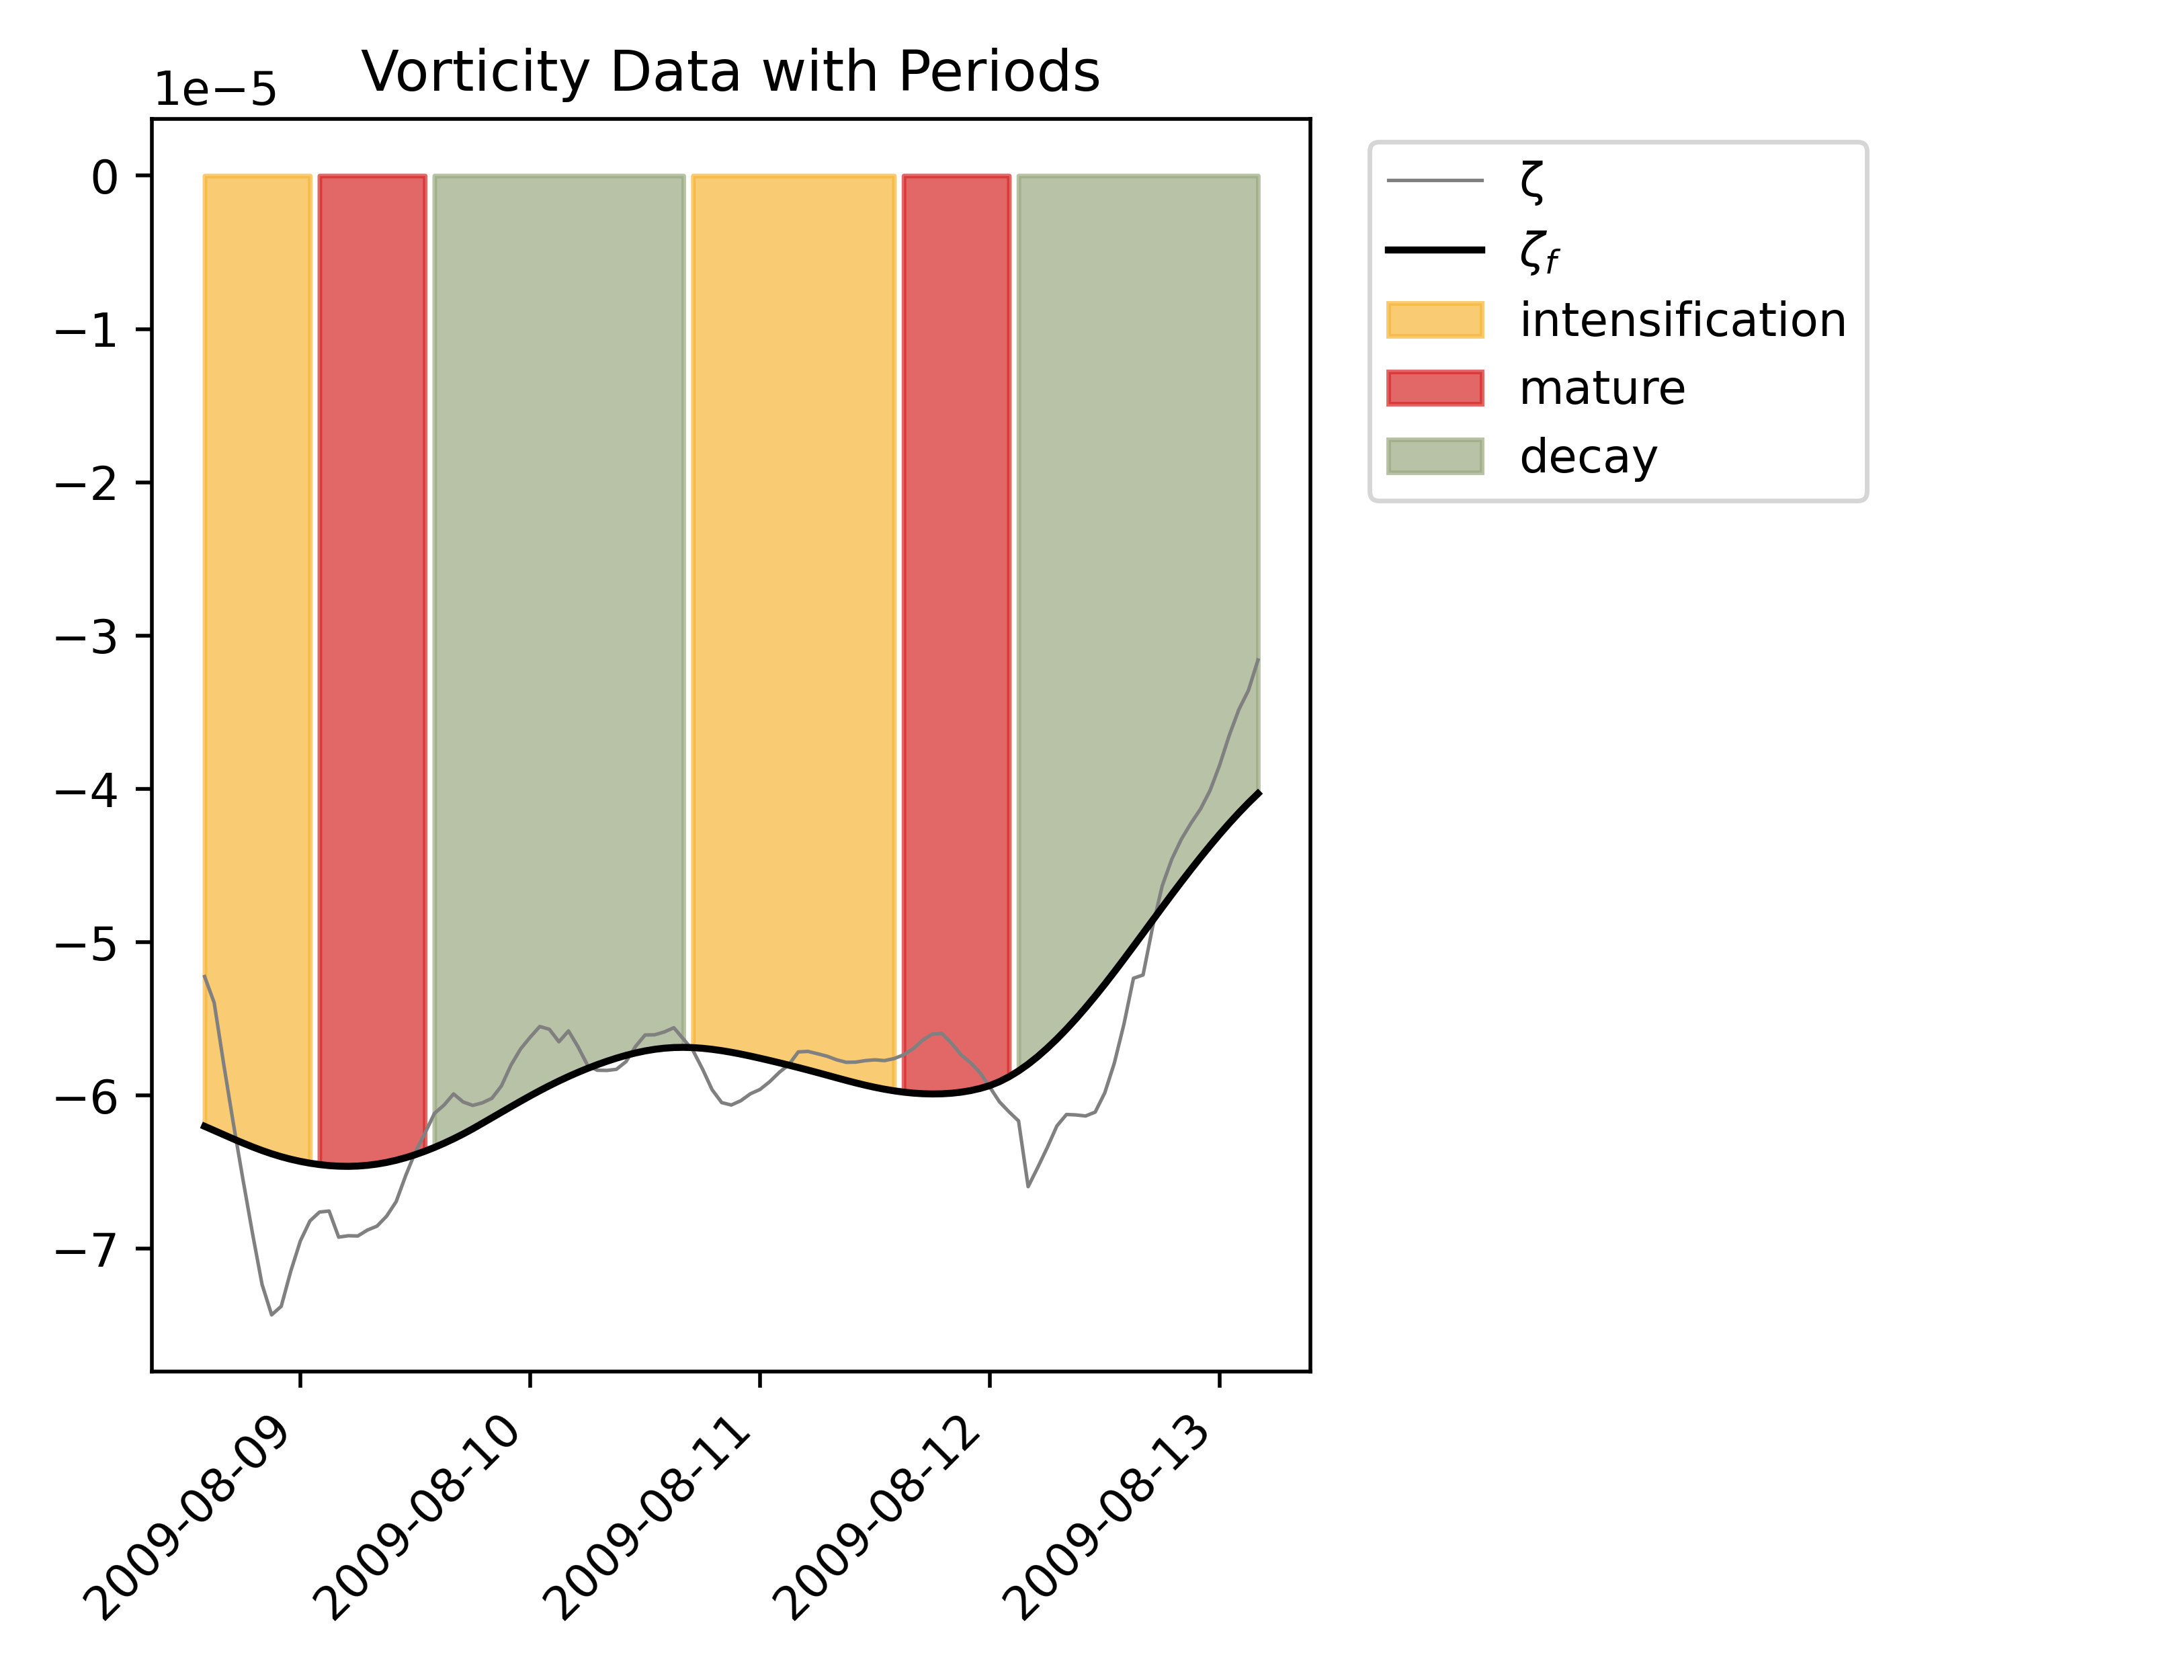 Vorticity Data with Periods
1e−5
0
−1
−2
−3
−4
−5
−6
−7
2009-08-09
2009-08-10
2009-08-11
2009-08-12
2009-08-13
ζ
ζf
intensification
mature
decay